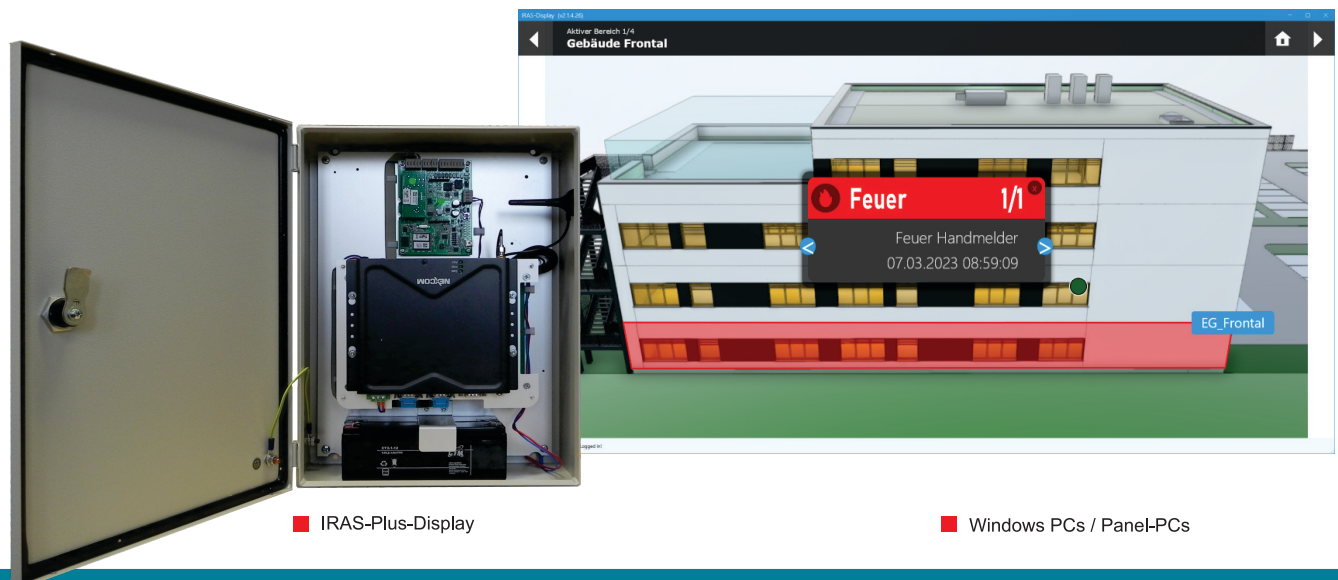 IRAS-Display (v2.1.4.26)
Aktiver Bereich 1/4
Gebäude Frontal
Feuer 1/1
Feuer Handmelder
07.03.2023 08:59:09
EG_Frontal
NEXCOM
IRAS-Plus-Display
Windows PCs / Panel-PCs